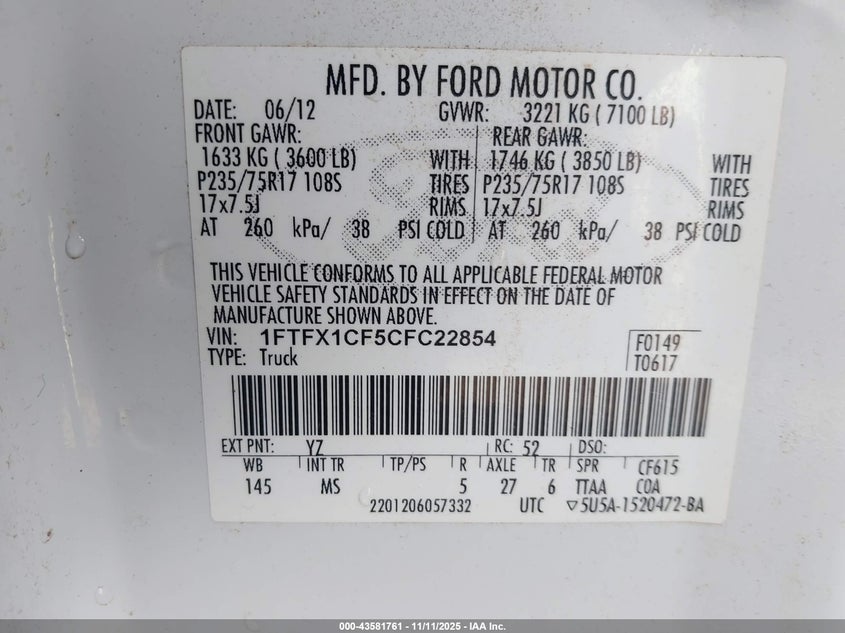 MFD. BY FORD MOTOR CO.
DATE: 06/12 GVWR: 3221 KG ( 7100 LB)
FRONT GAWR: REAR GAWR:
1633 KG ( 3600 LB) WITH 1746 KG ( 3850 LB) WITH
P235/75R17 108S TIRES P235/75R17 108S TIRES
17x7.5J RIMS 17x7.5J RIMS
AT 260 kPa/ 38 PSI COLD AT 260 kPa/ 38 PSI COLD
THIS VEHICLE CONFORMS TO ALL APPLICABLE FEDERAL MOTOR
VEHICLE SAFETY STANDARDS IN EFFECT ON THE DATE OF
MANUFACTURE SHOWN ABOVE.
VIN: 1FTFX1CF5CFC22854 F0149
TYPE: Truck T0617
EXT PNT: YZ RC: 52 DSO:
WB INT TR TP/PS R AXLE TR SPR CF615
145 MS 5 27 6 TTAA COA
2201206057332 UTC ▽5U5A-1520472-BA
000-43581761 - 11/11/2025 - IAA Inc.